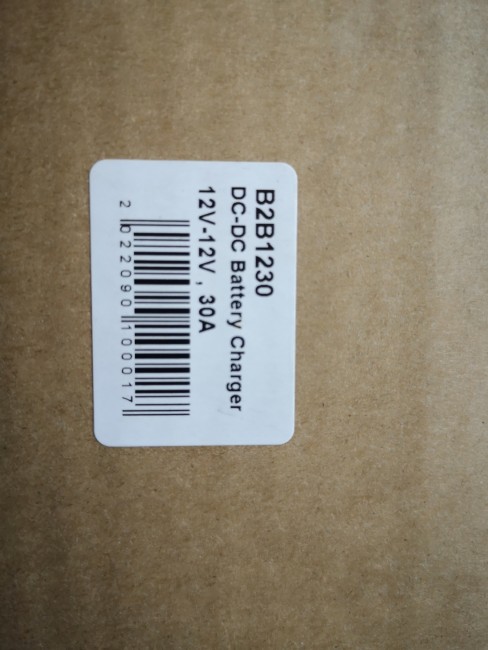 B2B1230
DC-DC Battery Charger
12V-12V , 30A
2 022090 100017